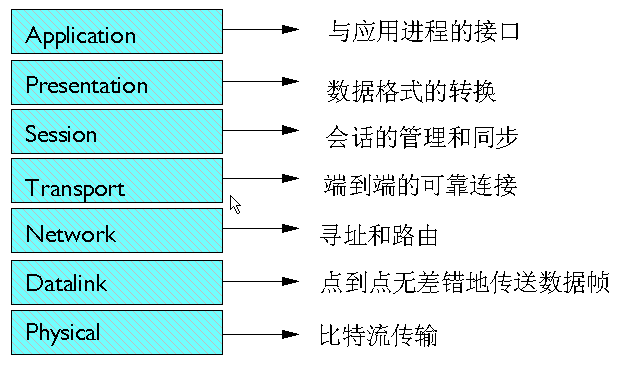 Application
与应用进程的接口
Presentation
数据格式的转换
Session
会话的管理和同步
Transport
端到端的可靠连接
Network
寻址和路由
Datalink
点到点无差错地传送数据帧
Physical
比特流传输